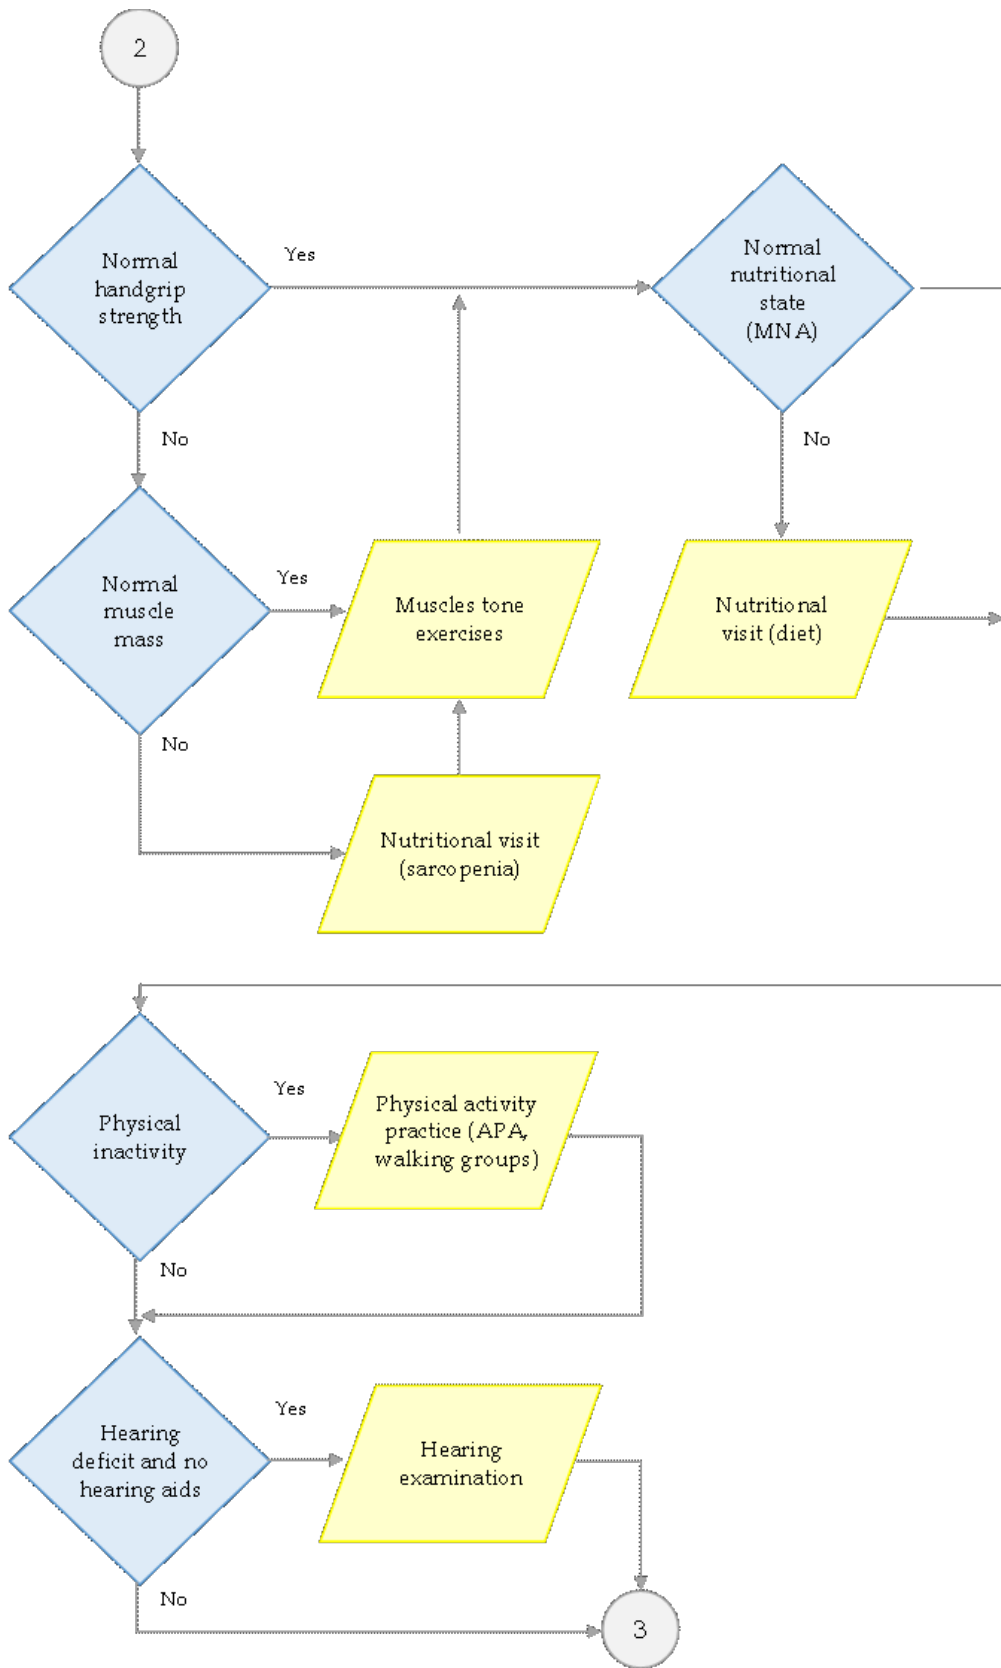 2
Normal
handgrip
strength
Yes
Normal
nutritional
state
(MNA)
No
No
Normal
muscle
mass
Yes
Muscles tone
exercises
Nutritional
visit (diet)
No
Nutritional visit
(sarcopenia)
Physical
inactivity
Yes
Physical activity
practice (APA,
walking groups)
No
Hearing
deficit and no
hearing aids
Yes
Hearing
examination
No
3